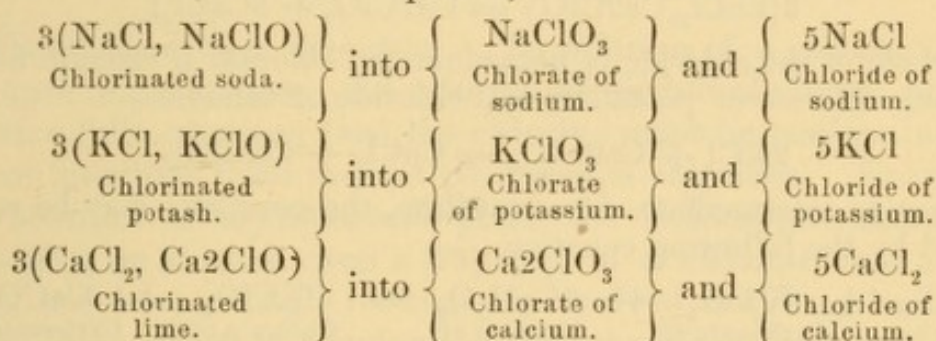 3(NaCl, NaClO) } into { NaClO₃ } and { 5NaCl
Chlorinated soda. Chlorate of sodium. Chloride of sodium.
3(KCl, KClO) } into { KClO₃ } and { 5KCl
Chlorinated potash. Chlorate of potassium. Chloride of potassium.
3(CaCl₂, Ca2ClO) } into { Ca2ClO₃ } and { 5CaCl₂
Chlorinated lime. Chlorate of calcium. Chloride of calcium.